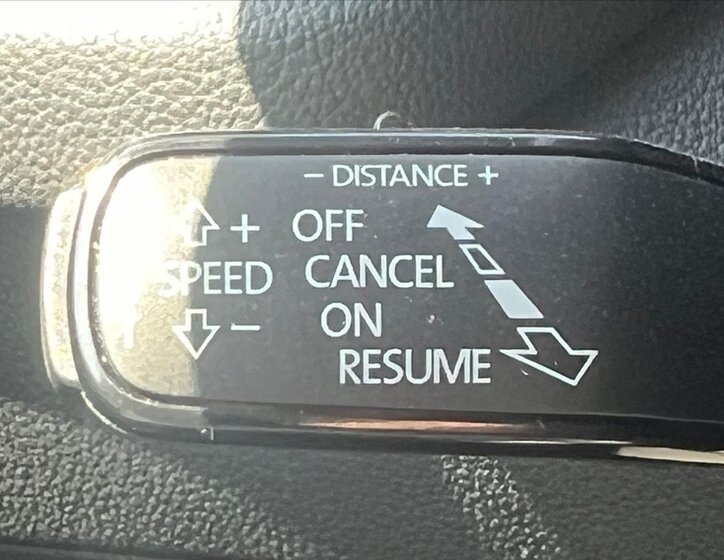 - DISTANCE +
+ OFF
SPEED CANCEL
- ON
RESUME